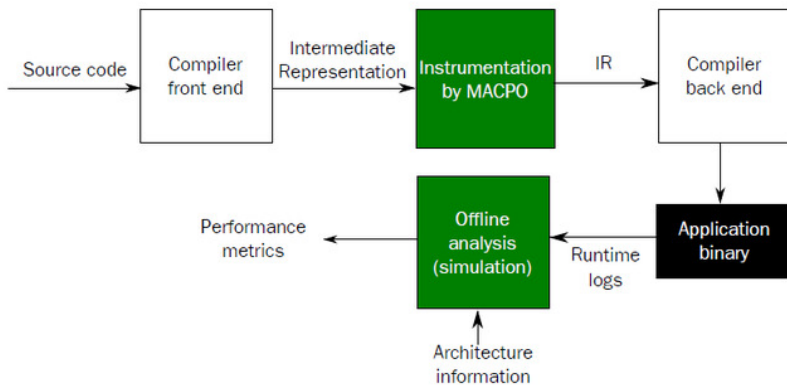 Source code
Compiler
front end
Intermediate
Representation
Instrumentation
by MACPO
IR
Compiler
back end
Performance
metrics
Offline
analysis
(simulation)
Runtime
logs
Application
binary
Architecture
information